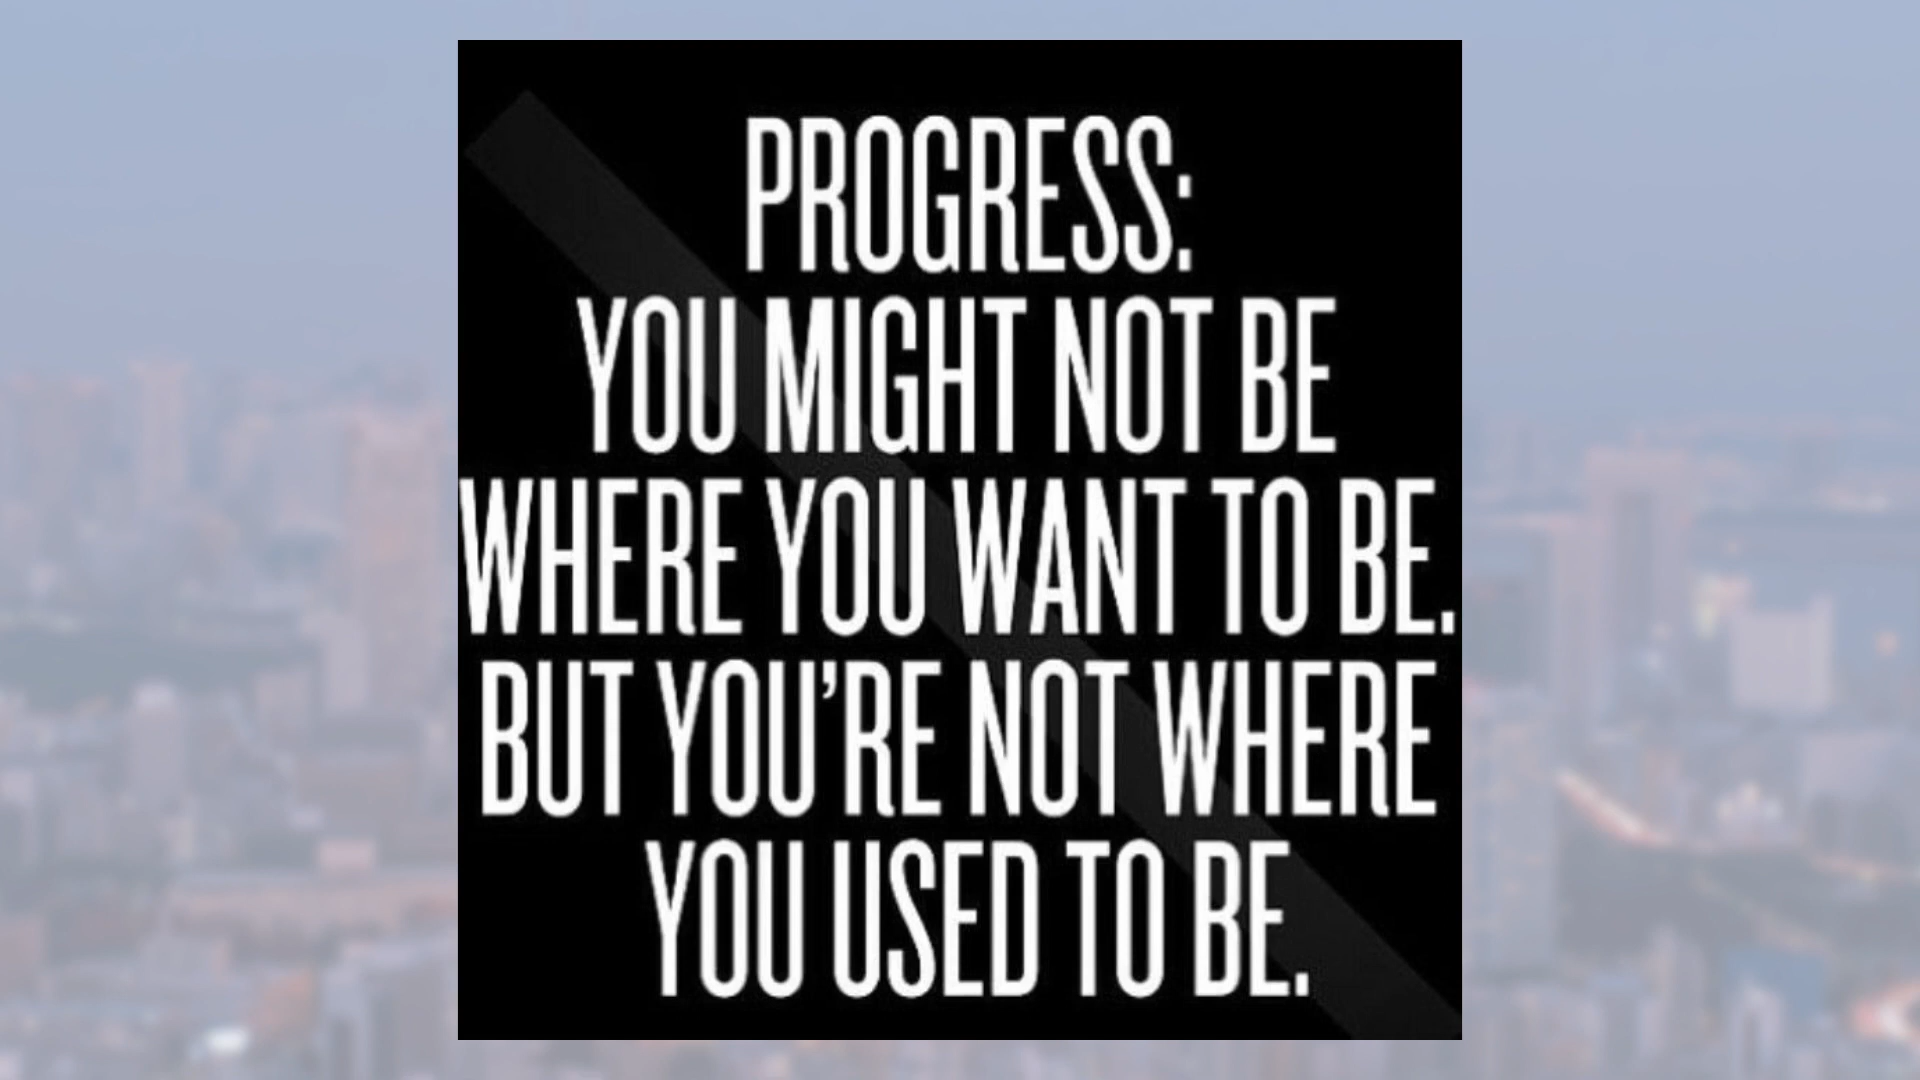 PROGRESS:
YOU MIGHT NOT BE
WHERE YOU WANT TO BE.
BUT YOU’RE NOT WHERE
YOU USED TO BE.